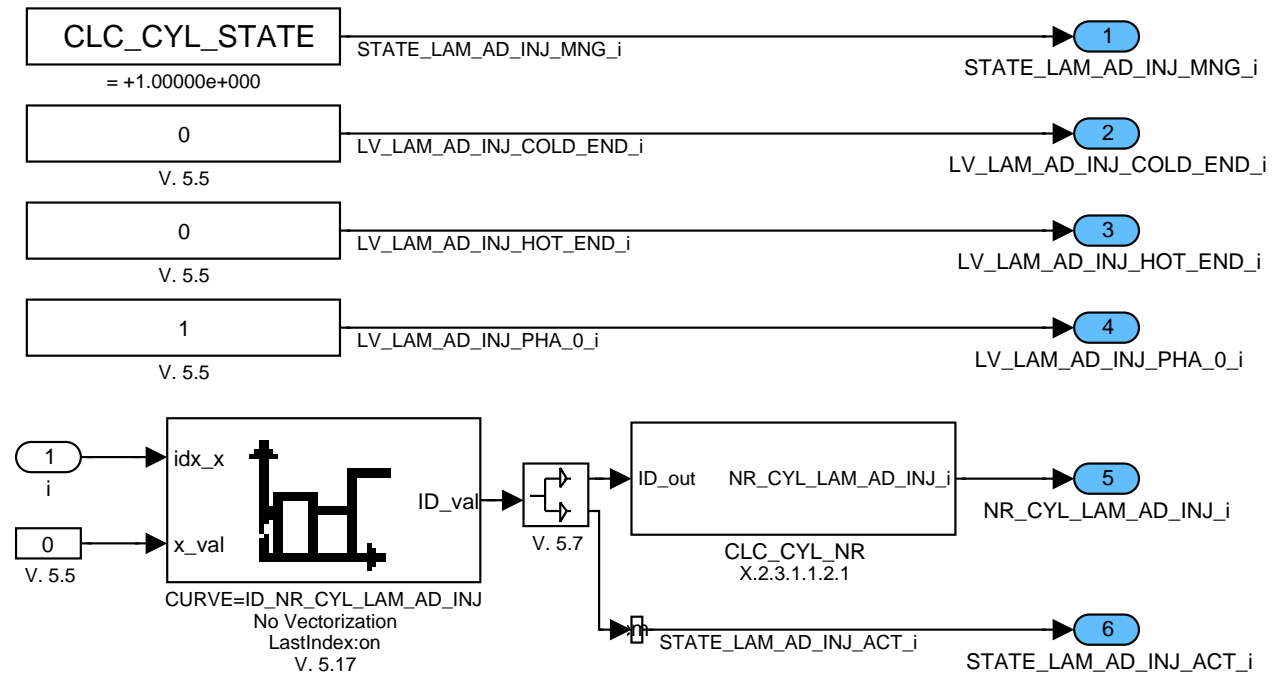 CLC_CYL_STATE
= +1.00000e+000
STATE_LAM_AD_INJ_MNG_i
1
STATE_LAM_AD_INJ_MNG_i
0
V. 5.5
LV_LAM_AD_INJ_COLD_END_i
2
LV_LAM_AD_INJ_COLD_END_i
0
V. 5.5
LV_LAM_AD_INJ_HOT_END_i
3
LV_LAM_AD_INJ_HOT_END_i
1
V. 5.5
LV_LAM_AD_INJ_PHA_0_i
4
LV_LAM_AD_INJ_PHA_0_i
1
i
0
V. 5.5
idx_x
x_val
ID_val
CURVE=ID_NR_CYL_LAM_AD_INJ
No Vectorization
LastIndex:on
V. 5.17
V. 5.7
ID_out
NR_CYL_LAM_AD_INJ_i
CLC_CYL_NR
X.2.3.1.1.2.1
5
NR_CYL_LAM_AD_INJ_i
STATE_LAM_AD_INJ_ACT_i
6
STATE_LAM_AD_INJ_ACT_i